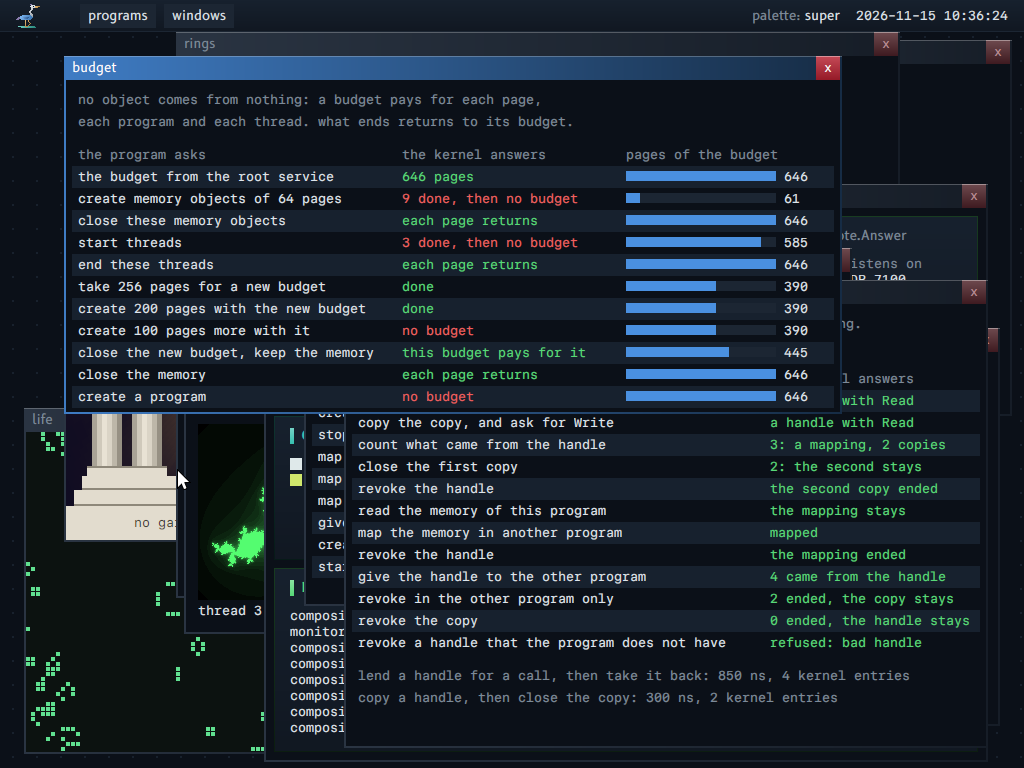 programs windows palette: super 2026-11-15 10:36:24
rings x
x
budget x
no object comes from nothing: a budget pays for each page,
each program and each thread. what ends returns to its budget.
the program asks the kernel answers pages of the budget
the budget from the root service 646 pages 646
create memory objects of 64 pages 9 done, then no budget 61
close these memory objects each page returns 646
start threads 3 done, then no budget 585
end these threads each page returns 646
take 256 pages for a new budget done 390
create 200 pages with the new budget done 390
create 100 pages more with it no budget 390
close the new budget, keep the memory this budget pays for it 445
close the memory each page returns 646
create a program no budget 646
x
.Answer
istens on
7100
x
ng.
answers
with Read
copy the copy, and ask for Write a handle with Read
count what came from the handle 3: a mapping, 2 copies
close the first copy 2: the second stays
revoke the handle the second copy ended
read the memory of this program the mapping stays
map the memory in another program mapped
revoke the handle the mapping ended
give the handle to the other program 4 came from the handle
revoke in the other program only 2 ended, the copy stays
revoke the copy 0 ended, the handle stays
revoke a handle that the program does not have refused: bad handle
lend a handle for a call, then take it back: 850 ns, 4 kernel entries
copy a handle, then close the copy: 300 ns, 2 kernel entries
life
no ga
thread 3
stop
map
map
map
give
crea
star
composi
monitor
composi
composi
composi
composi
composi
composi